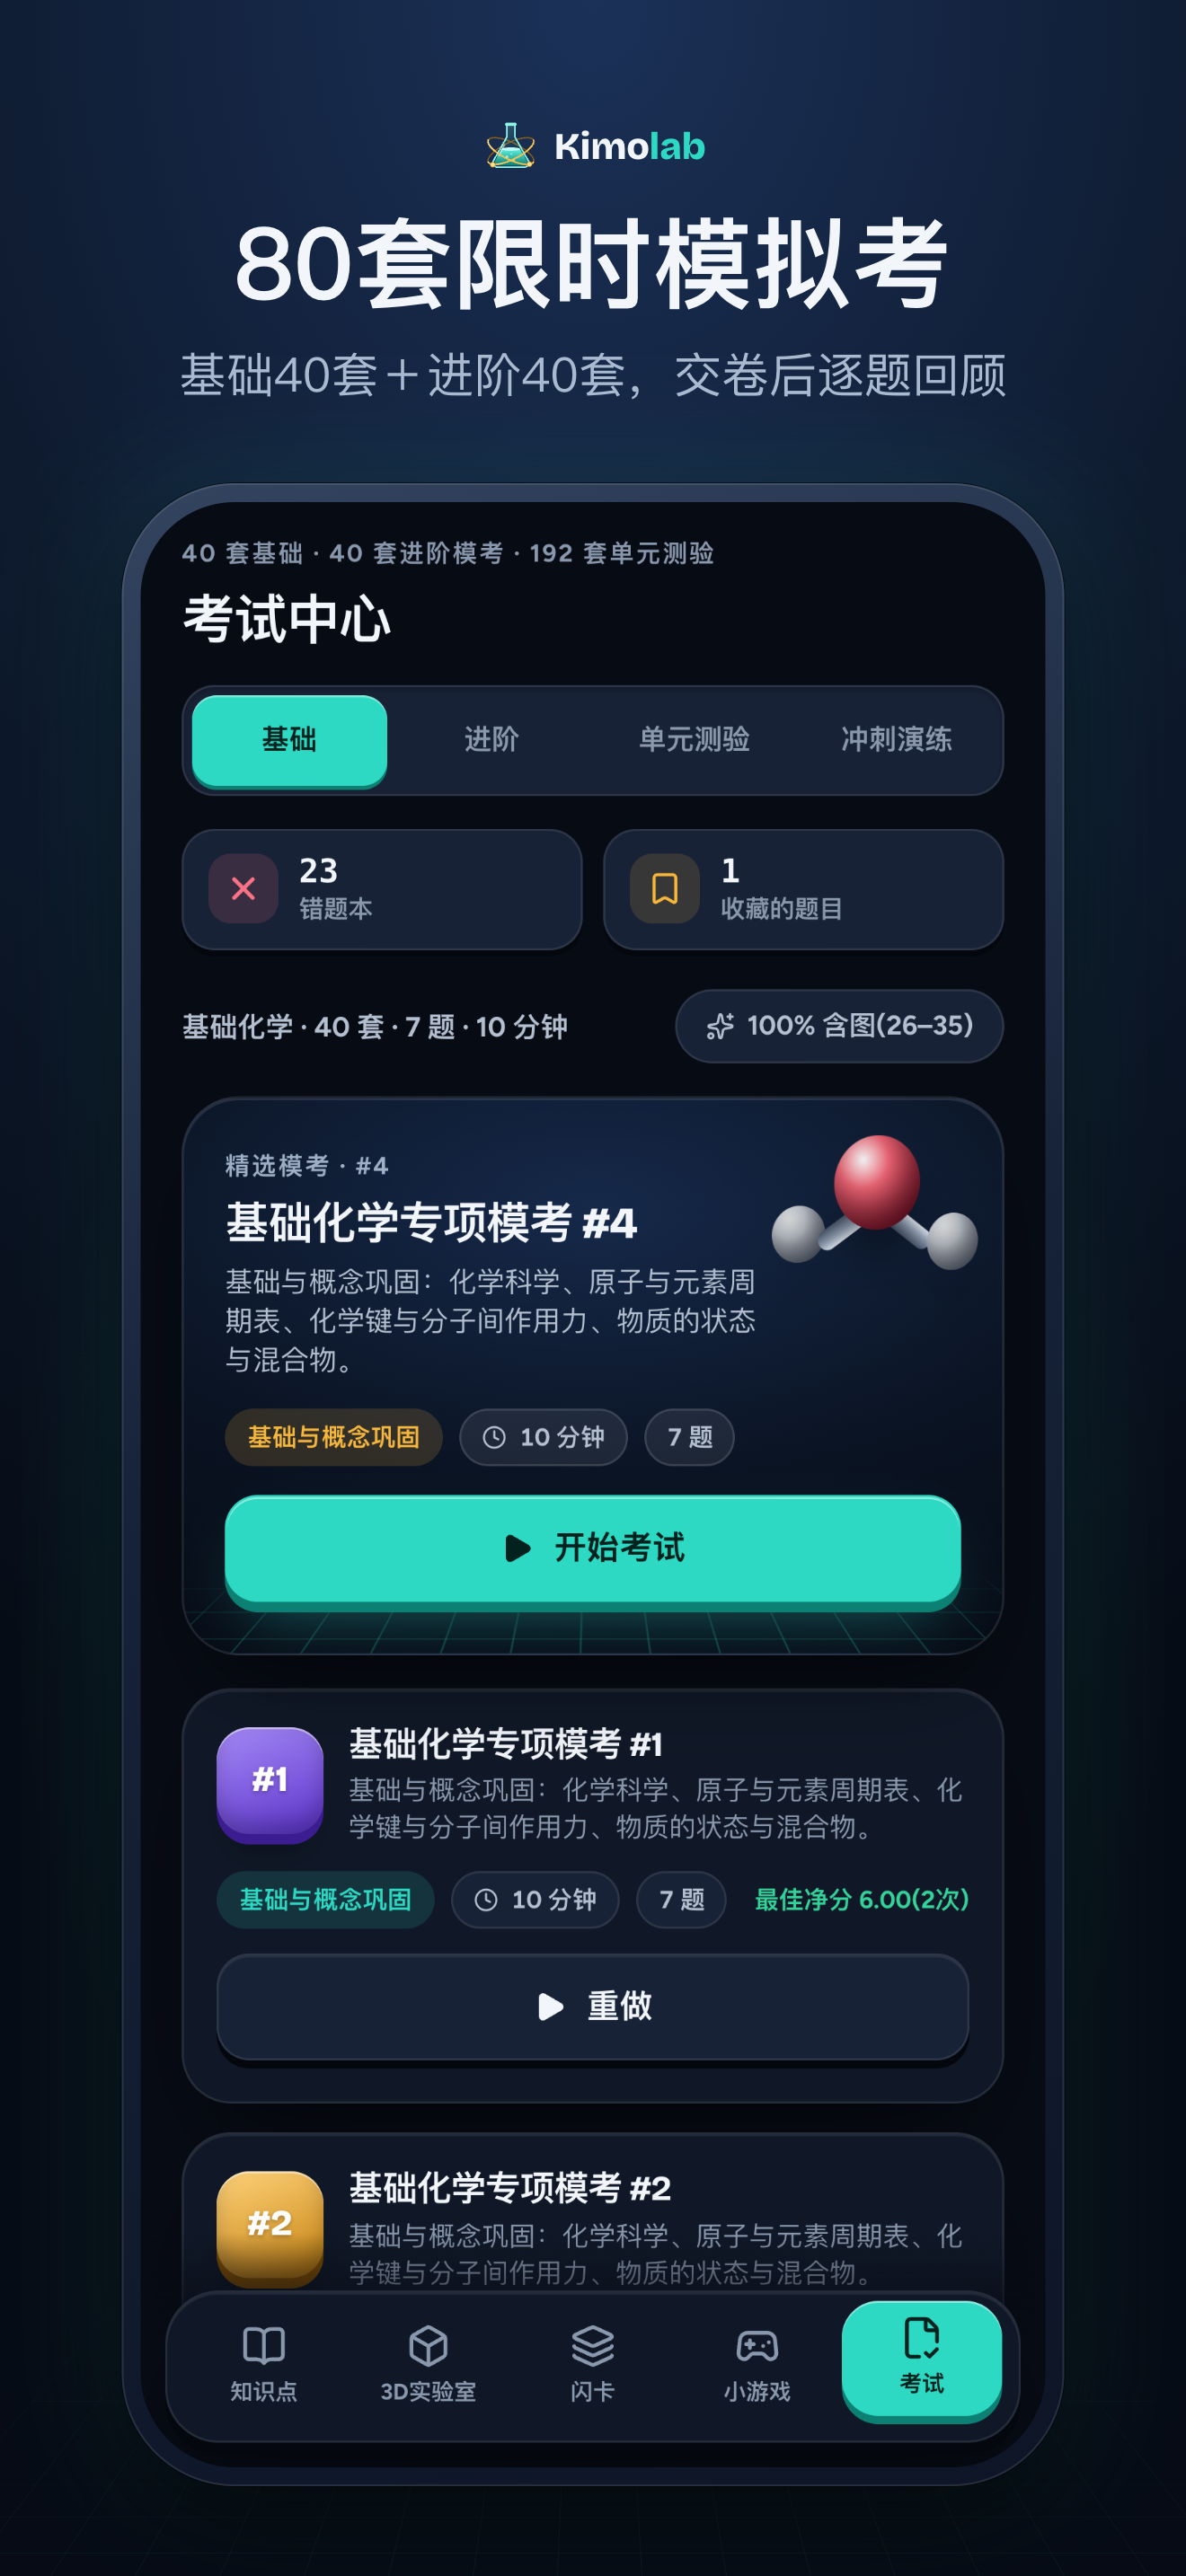 Kimolab
80套限时模拟考
基础40套＋进阶40套，交卷后逐题回顾
40 套基础 · 40 套进阶模考 · 192 套单元测验
考试中心
基础
进阶
单元测验
冲刺演练
23
错题本
1
收藏的题目
基础化学 · 40 套 · 7 题 · 10 分钟
100% 含图(26–35)
精选模考 · #4
基础化学专项模考 #4
基础与概念巩固：化学科学、原子与元素周
期表、化学键与分子间作用力、物质的状态
与混合物。
基础与概念巩固
10 分钟
7 题
开始考试
#1
基础化学专项模考 #1
基础与概念巩固：化学科学、原子与元素周期表、化
学键与分子间作用力、物质的状态与混合物。
基础与概念巩固
10 分钟
7 题
最佳净分 6.00(2次)
重做
#2
基础化学专项模考 #2
基础与概念巩固：化学科学、原子与元素周期表、化
学键与分子间作用力、物质的状态与混合物。
知识点
3D实验室
闪卡
小游戏
考试